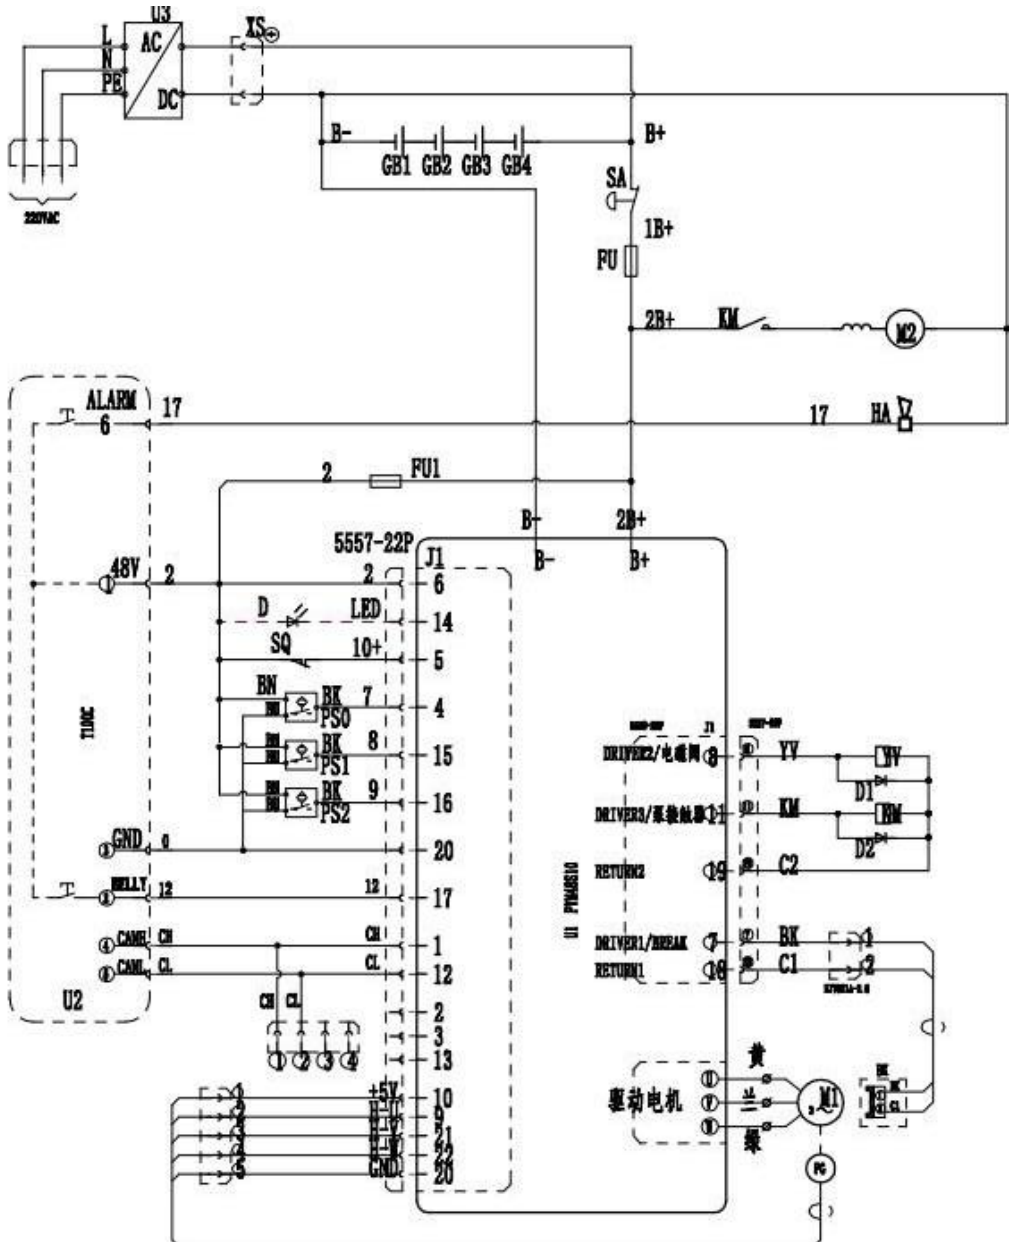 U3
L
AC
XS
N
PE
DC
B-
B+
GB1
GB2
GB3
GB4
SA
220VAC
1B+
FU
2B+
KM
M2
ALARM
17
6
17
HA
2
FU1
B-
2B+
5557-22P
J1
B-
B+
48V
2
2
6
D
LED
14
SQ
10+
5
BN
BK
7
4
PS0
T100C
BK
8
15
PS1
J1
DRIVER2/电磁阀
8
YV
YV
BK
9
16
PS2
D1
DRIVER3/泵接触器
11
KM
KM
D2
GND
0
20
RETURN2
19
C2
12
12
17
4
CANH
CH
CH
1
DRIVER1/BREAK
7
BK
1
CANL
CL
CL
12
RETURN1
18
C1
2
U2
CH
CL
2
3
1
2
3
4
13
黄
+5V
10
驱动电机
M1
9
21
22
GND
20